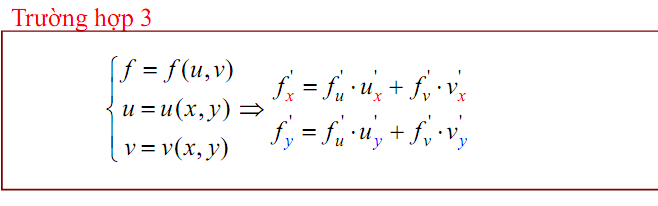 Trường hợp 3
f = f(u,v)
u = u(x,y) ⇒ f'x = f'u · u'x + f'v · v'x
v = v(x,y) f'y = f'u · u'y + f'v · v'y